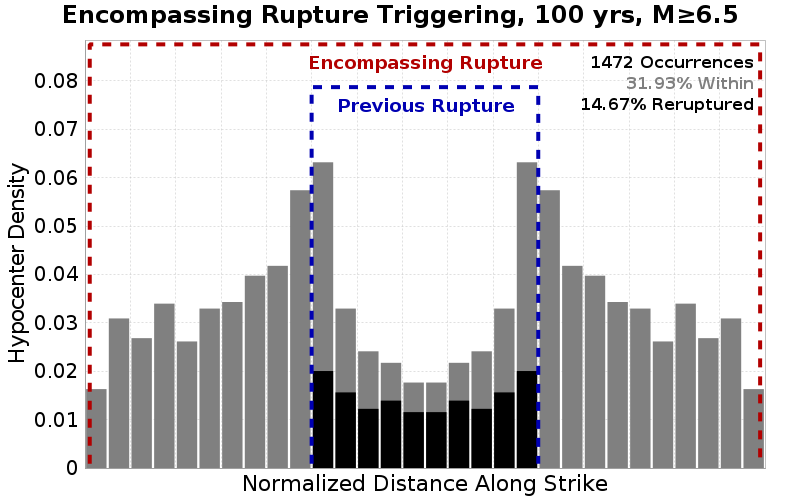 Encompassing Rupture Triggering, 100 yrs, M≥6.5
Encompassing Rupture
1472 Occurrences
31.93% Within
14.67% Reruptured
Previous Rupture
Hypocenter Density
0.08
0.07
0.06
0.05
0.04
0.03
0.02
0.01
0
Normalized Distance Along Strike